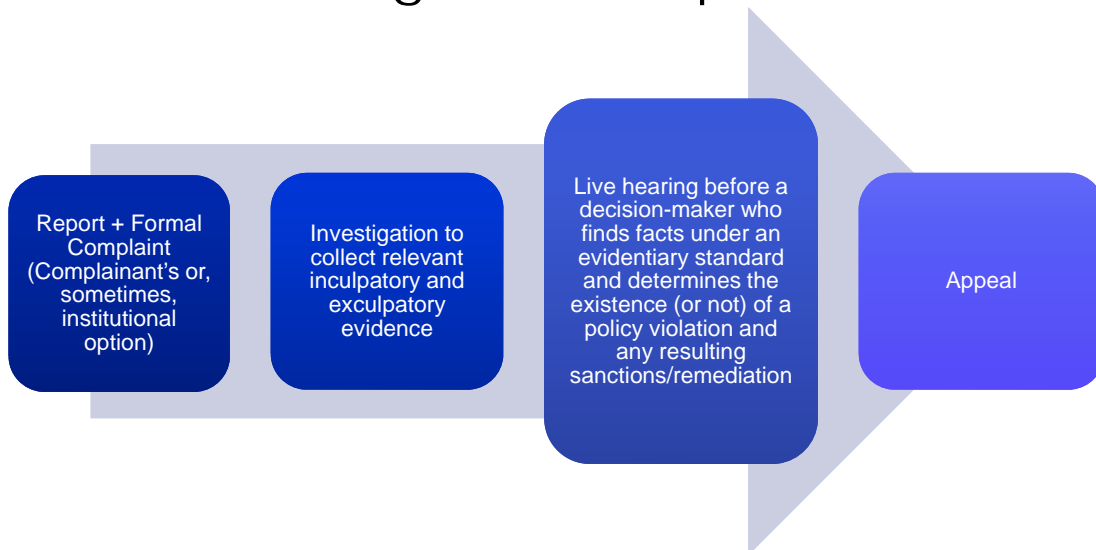 Report + Formal
Complaint
(Complainant's or,
sometimes,
institutional
option)
Investigation to
collect relevant
inculpatory and
exculpatory
evidence
Live hearing before a
decision-maker who
finds facts under an
evidentiary standard
and determines the
existence (or not) of a
policy violation and
any resulting
sanctions/remediation
Appeal